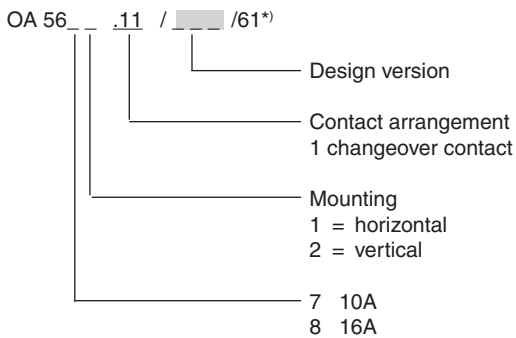 OA 56_ _ .11 / _ _ _ /61*)
Design version
Contact arrangement
1 changeover contact
Mounting
1 = horizontal
2 = vertical
7 10A
8 16A